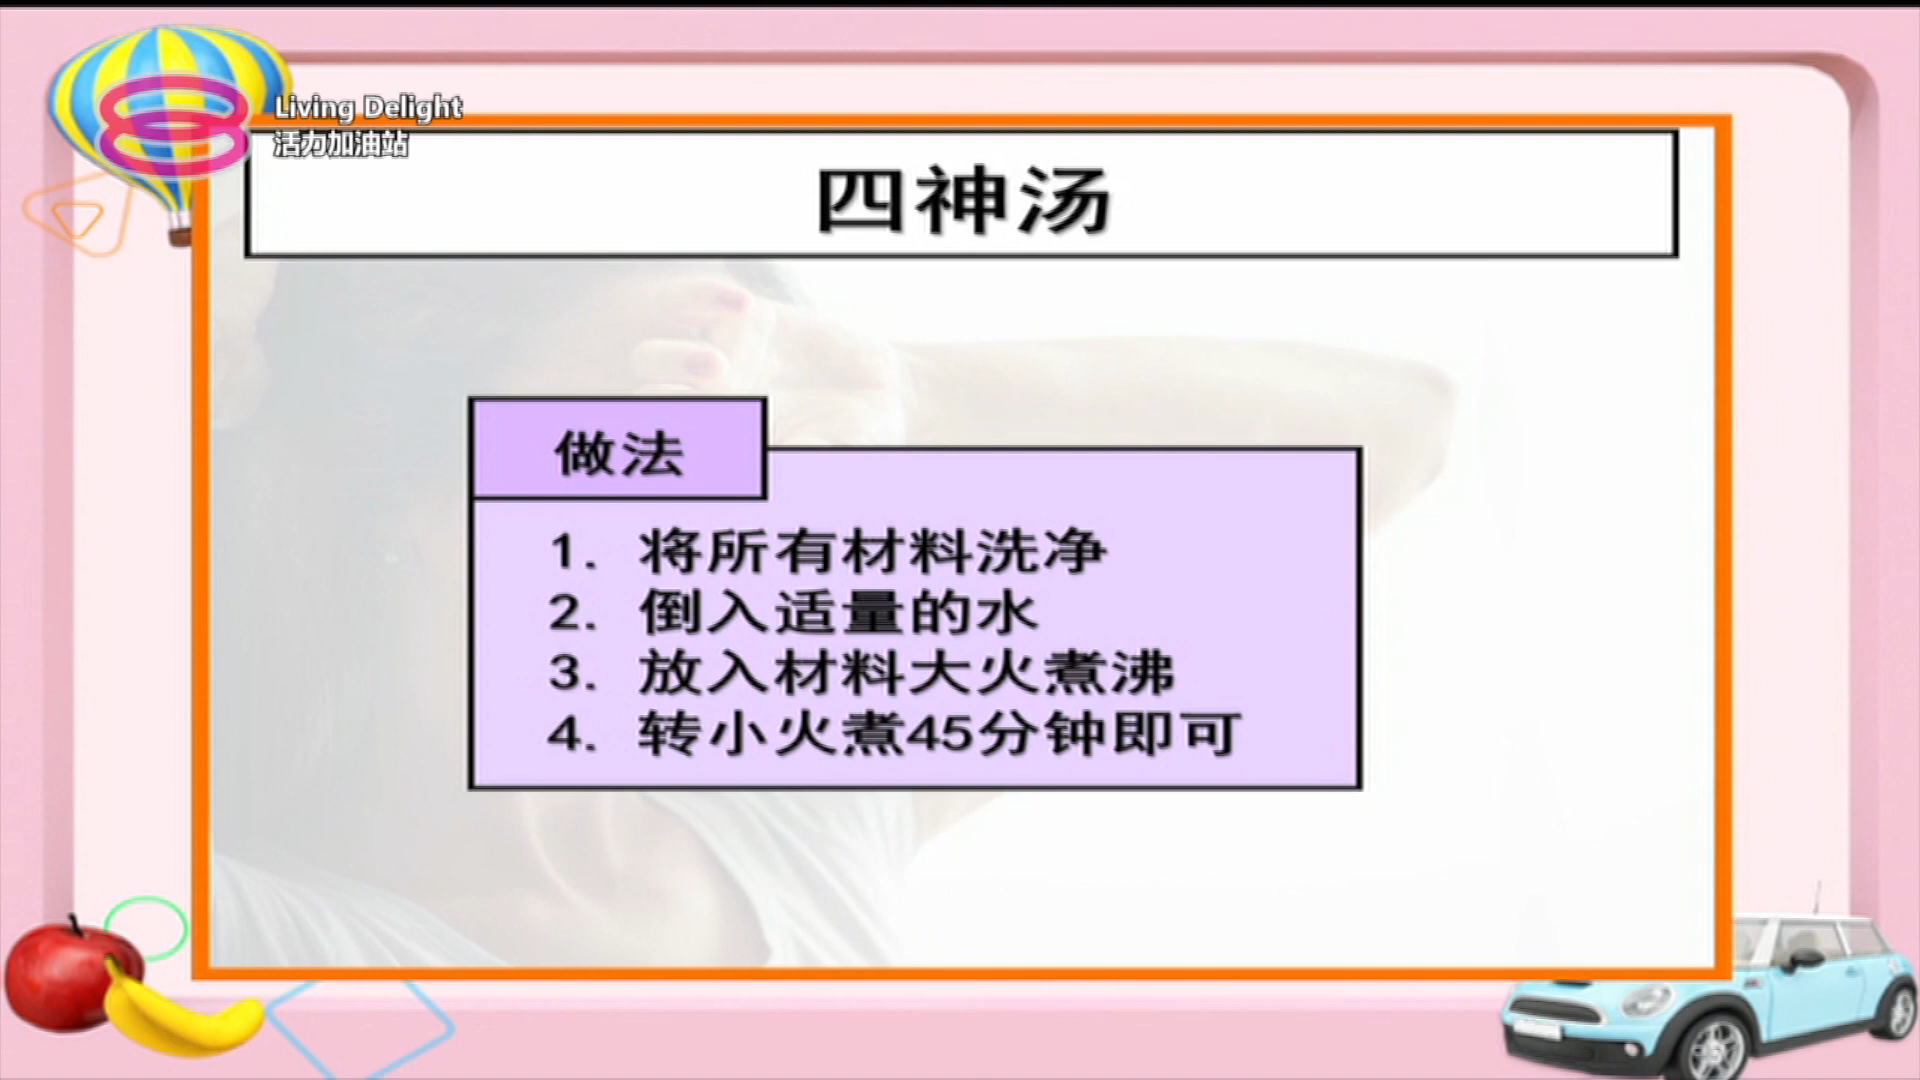 Living Delight
活力加油站
四神汤
做法
1. 将所有材料洗净
2. 倒入适量的水
3. 放入材料大火煮沸
4. 转小火煮45分钟即可